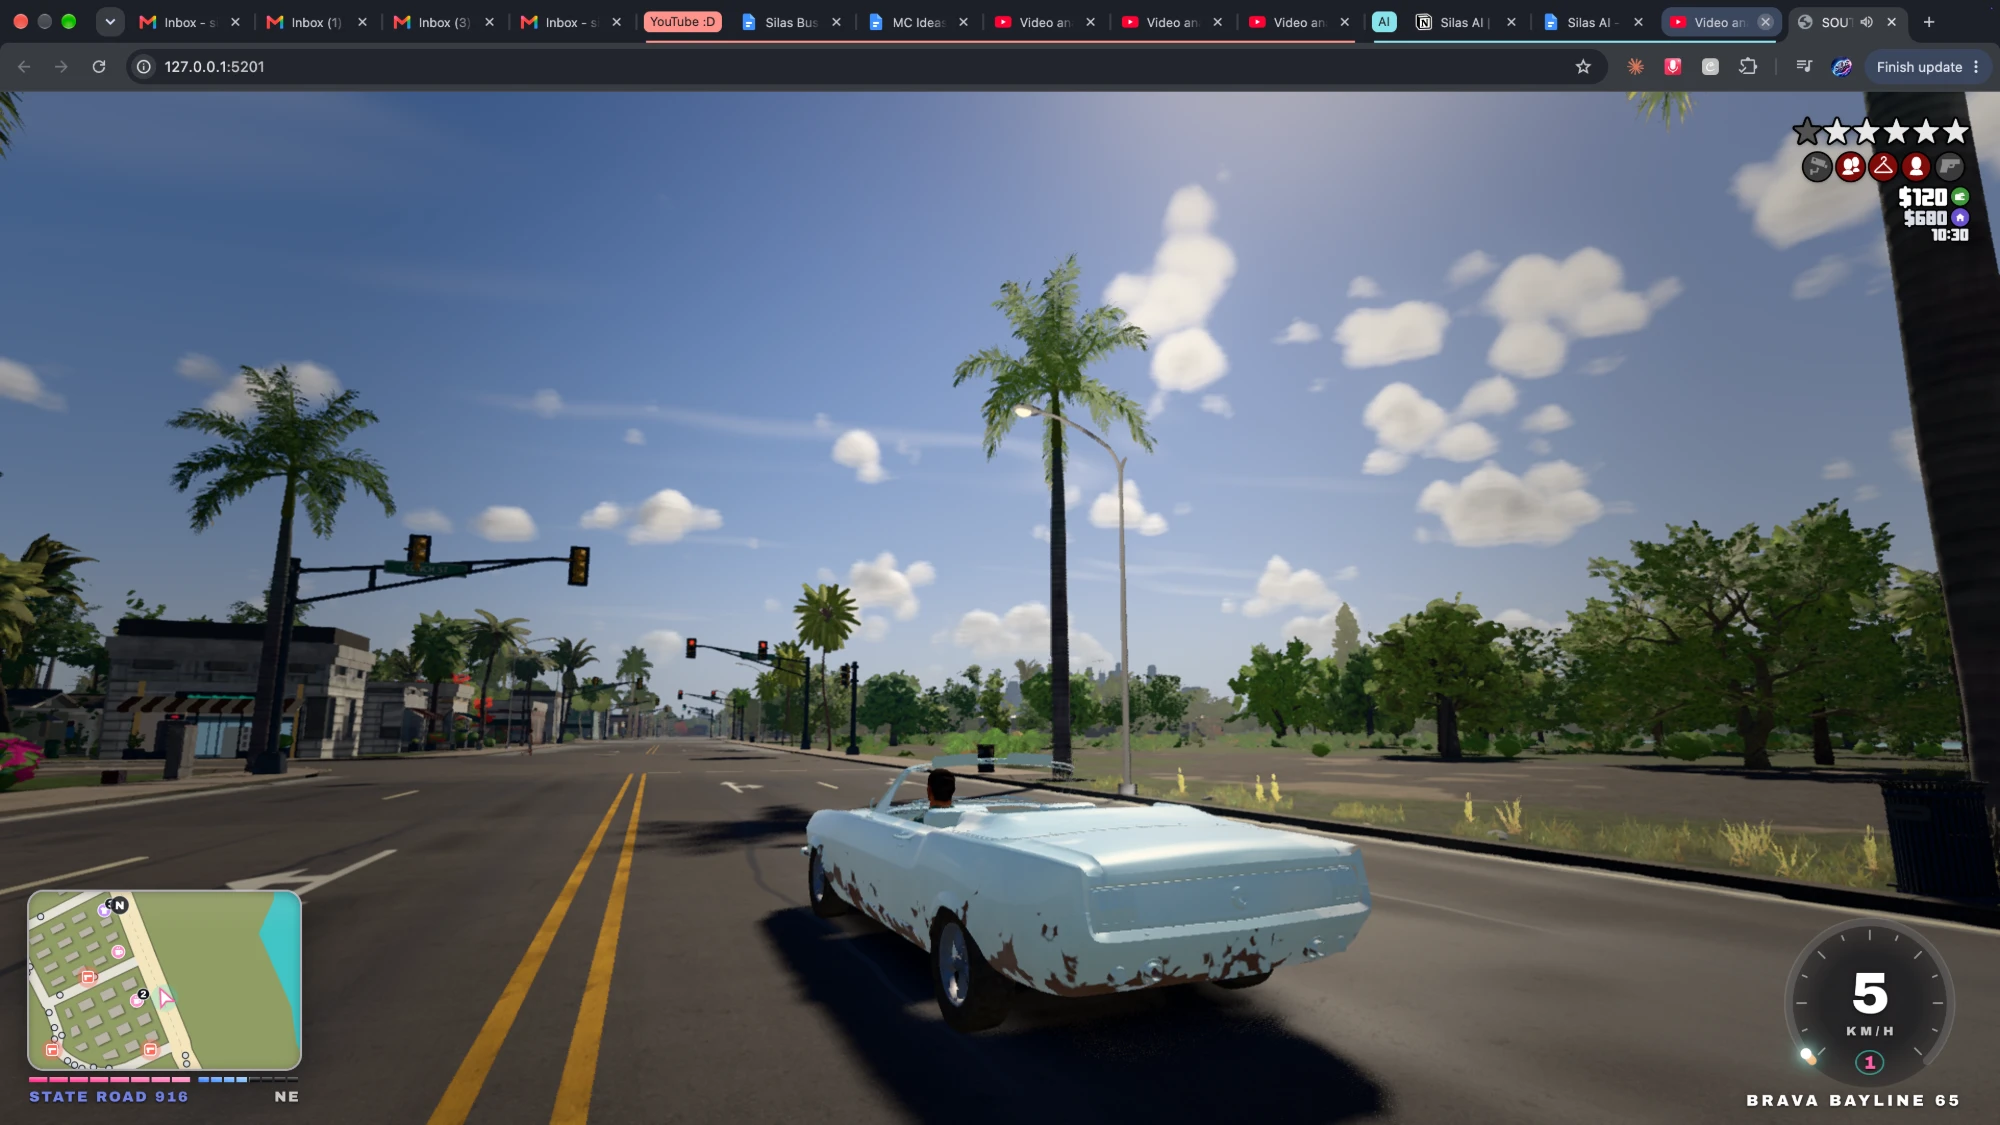 Inbox - s
Inbox (1)
Inbox (3)
Inbox - s
YouTube :D
Silas Bus
MC Ideas
Video an
Video an
Video an
AI
Silas AI |
Silas AI -
Video an
SOUT
127.0.0.1:5201
Finish update
$120
$680
10:30
N
2
STATE ROAD 916
NE
5
KM/H
1
BRAVA BAYLINE 65